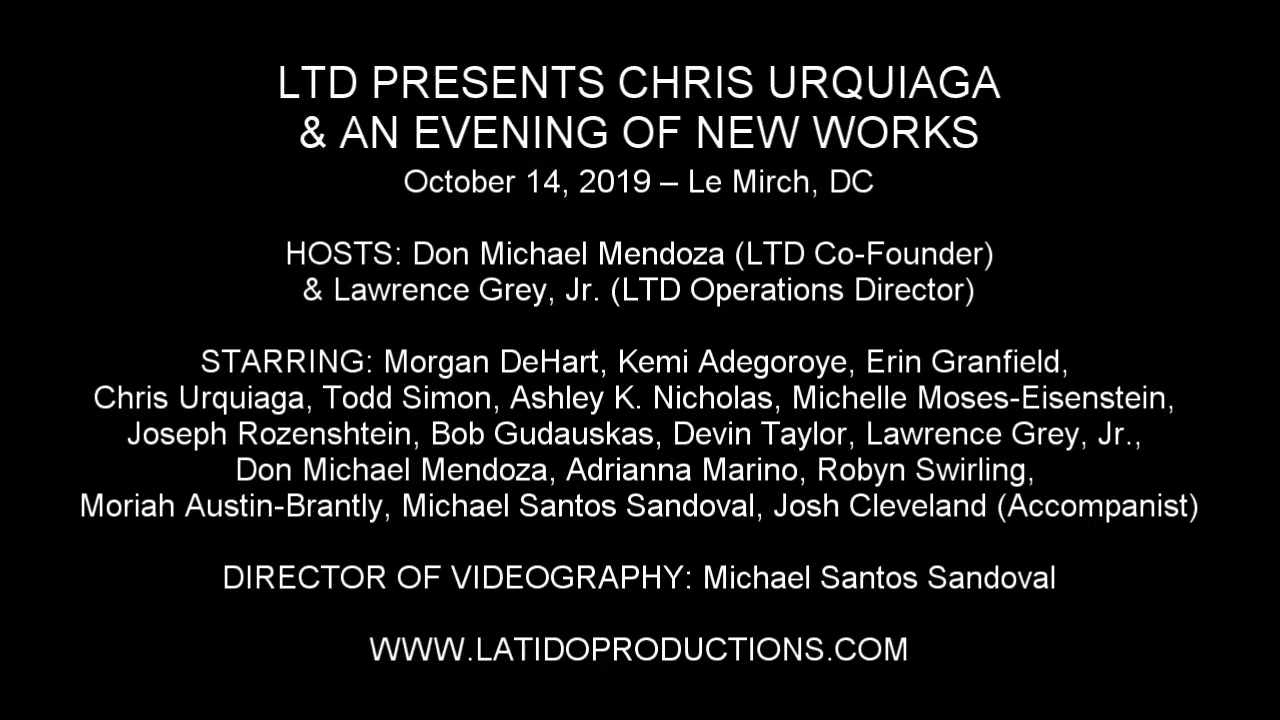 LTD PRESENTS CHRIS URQUIAGA
& AN EVENING OF NEW WORKS
October 14, 2019 – Le Mirch, DC
HOSTS: Don Michael Mendoza (LTD Co-Founder)
& Lawrence Grey, Jr. (LTD Operations Director)
STARRING: Morgan DeHart, Kemi Adegoroye, Erin Granfield,
Chris Urquiaga, Todd Simon, Ashley K. Nicholas, Michelle Moses-Eisenstein,
Joseph Rozenshtein, Bob Gudauskas, Devin Taylor, Lawrence Grey, Jr.,
Don Michael Mendoza, Adrianna Marino, Robyn Swirling,
Moriah Austin-Brantly, Michael Santos Sandoval, Josh Cleveland (Accompanist)
DIRECTOR OF VIDEOGRAPHY: Michael Santos Sandoval
WWW.LATIDOPRODUCTIONS.COM